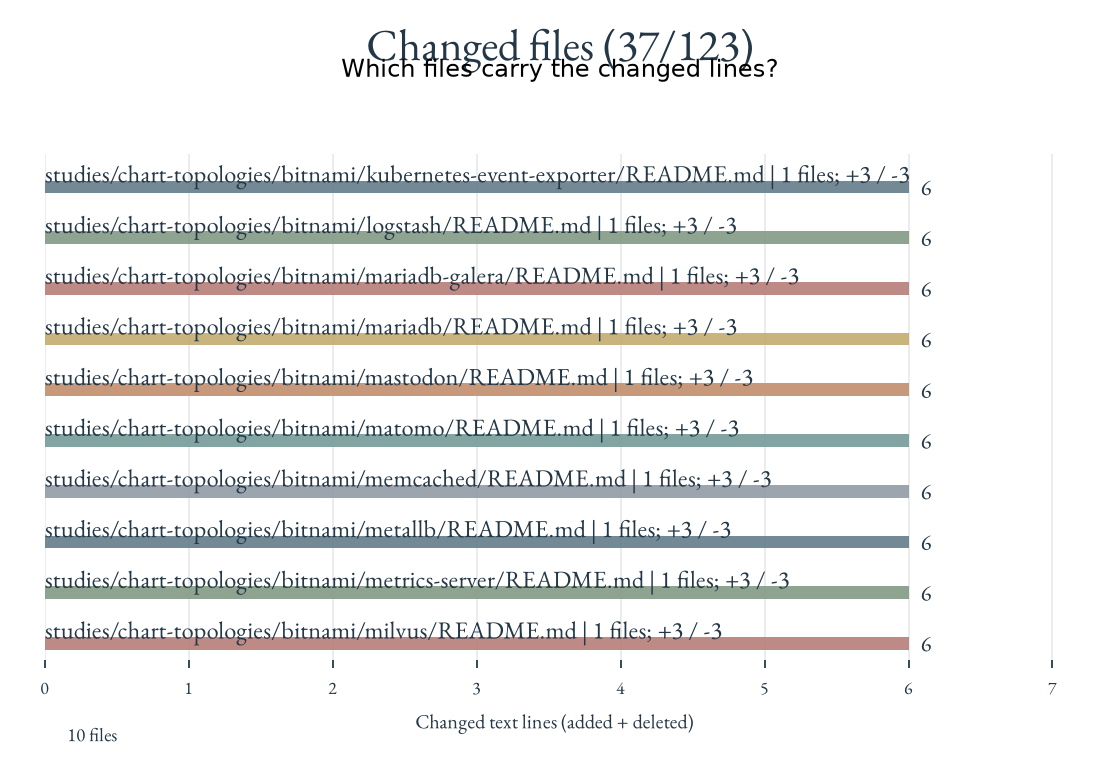 Changed files (37/123)
Which files carry the changed lines?
studies/chart-topologies/bitnami/kubernetes-event-exporter/README.md | 1 files; +3 / -3
6
studies/chart-topologies/bitnami/logstash/README.md | 1 files; +3 / -3
6
studies/chart-topologies/bitnami/mariadb-galera/README.md | 1 files; +3 / -3
6
studies/chart-topologies/bitnami/mariadb/README.md | 1 files; +3 / -3
6
studies/chart-topologies/bitnami/mastodon/README.md | 1 files; +3 / -3
6
studies/chart-topologies/bitnami/matomo/README.md | 1 files; +3 / -3
6
studies/chart-topologies/bitnami/memcached/README.md | 1 files; +3 / -3
6
studies/chart-topologies/bitnami/metallb/README.md | 1 files; +3 / -3
6
studies/chart-topologies/bitnami/metrics-server/README.md | 1 files; +3 / -3
6
studies/chart-topologies/bitnami/milvus/README.md | 1 files; +3 / -3
6
0 1 2 3 4 5 6 7
Changed text lines (added + deleted)
10 files